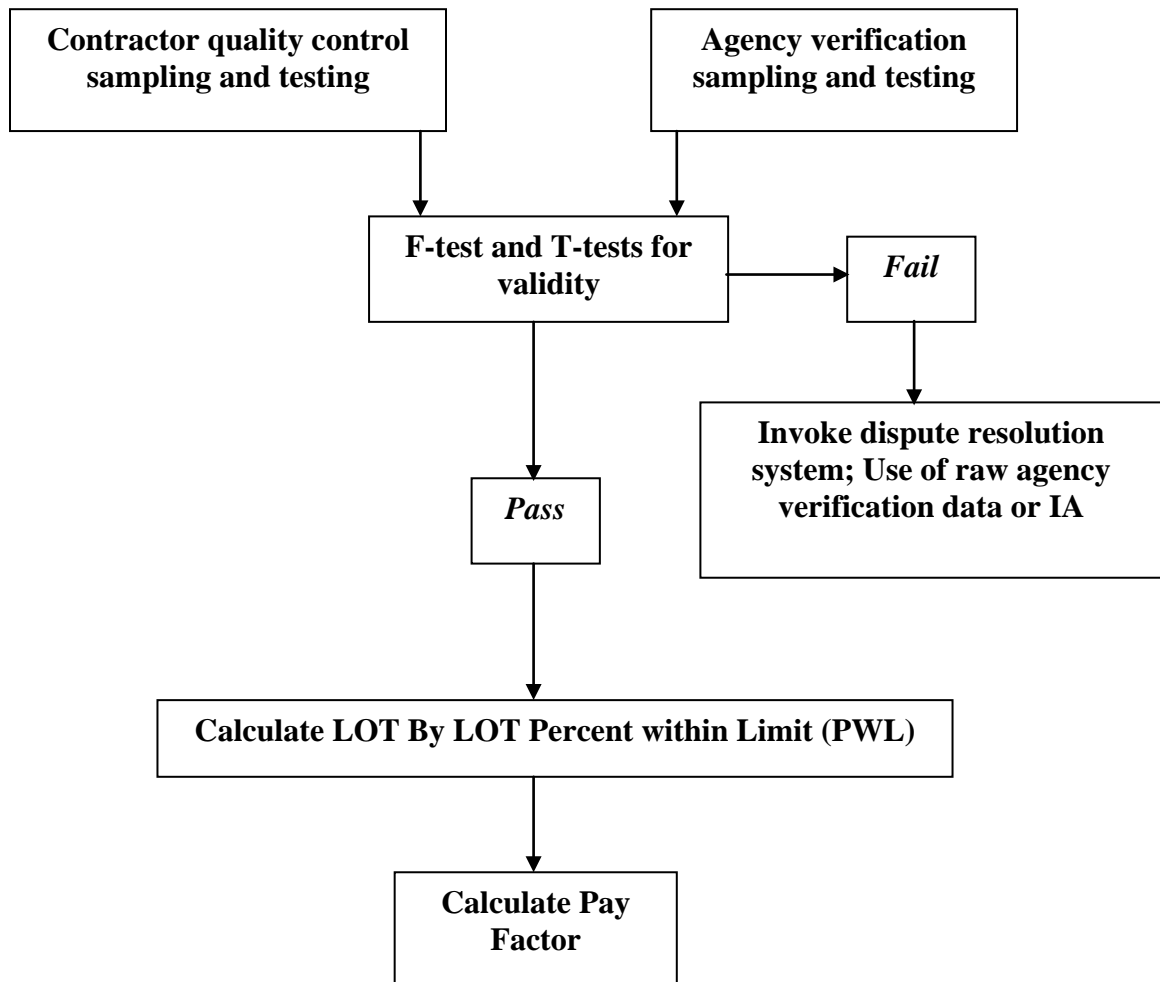 Contractor quality control
sampling and testing
Agency verification
sampling and testing
F-test and T-tests for
validity
Fail
Invoke dispute resolution
system; Use of raw agency
verification data or IA
Pass
Calculate LOT By LOT Percent within Limit (PWL)
Calculate Pay
Factor